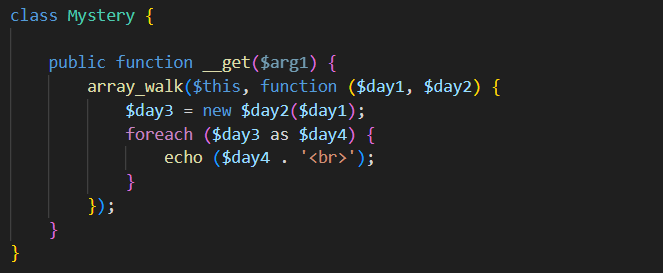 class Mystery {
public function __get($arg1) {
array_walk($this, function ($day1, $day2) {
$day3 = new $day2($day1);
foreach ($day3 as $day4) {
echo ($day4 . '<br>');
}
});
}
}